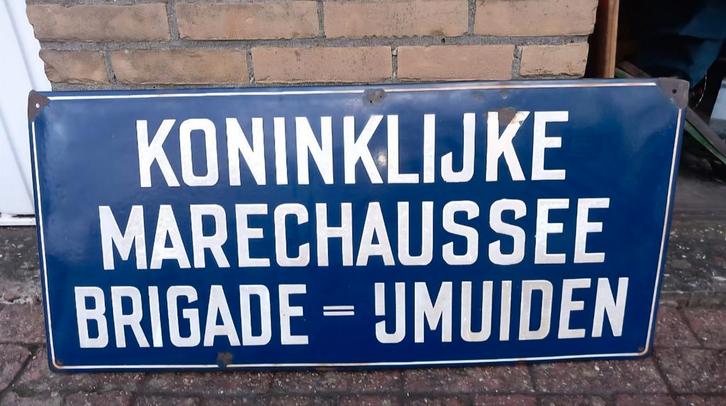 KONINKLIJKE
MARECHAUSSEE
BRIGADE = IJMUIDEN